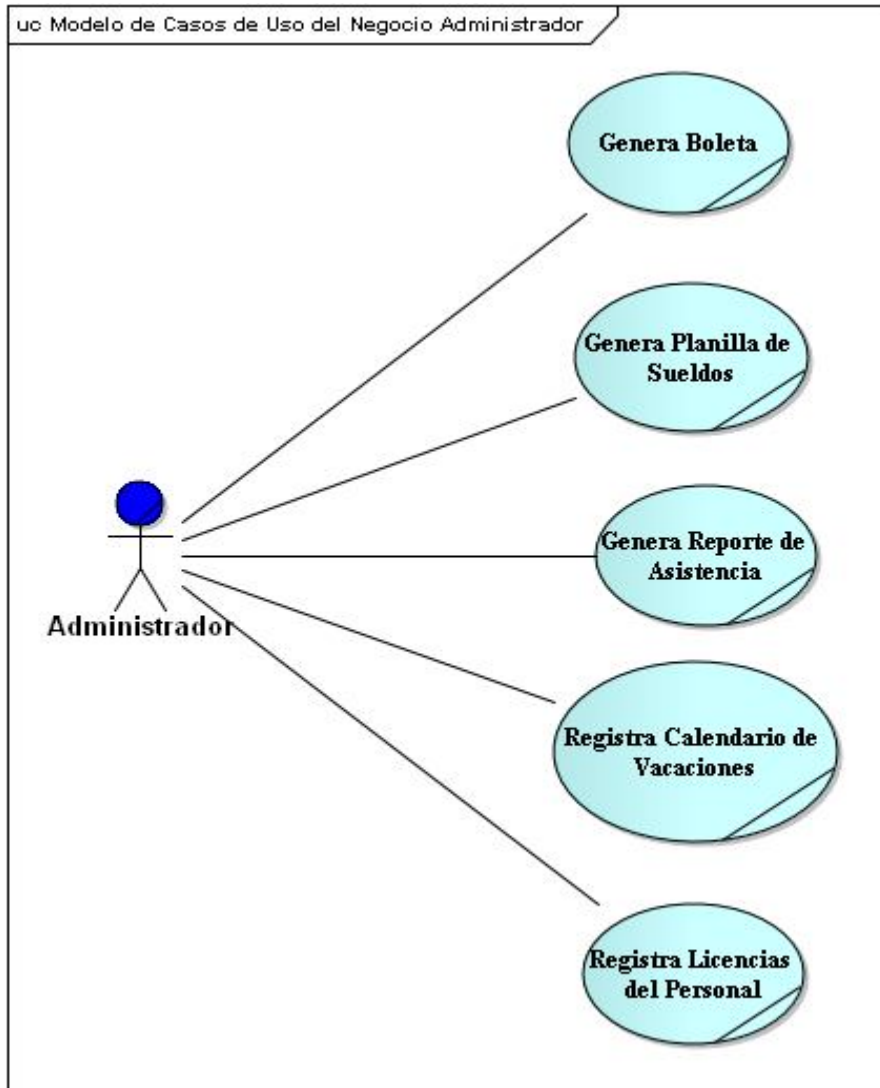 uc Modelo de Casos de Uso del Negocio Administrador
Genera Boleta
Genera Planilla de
Sueldos
Genera Reporte de
Asistencia
Administrador
Registra Calendario de
Vacaciones
Registra Licencias
del Personal